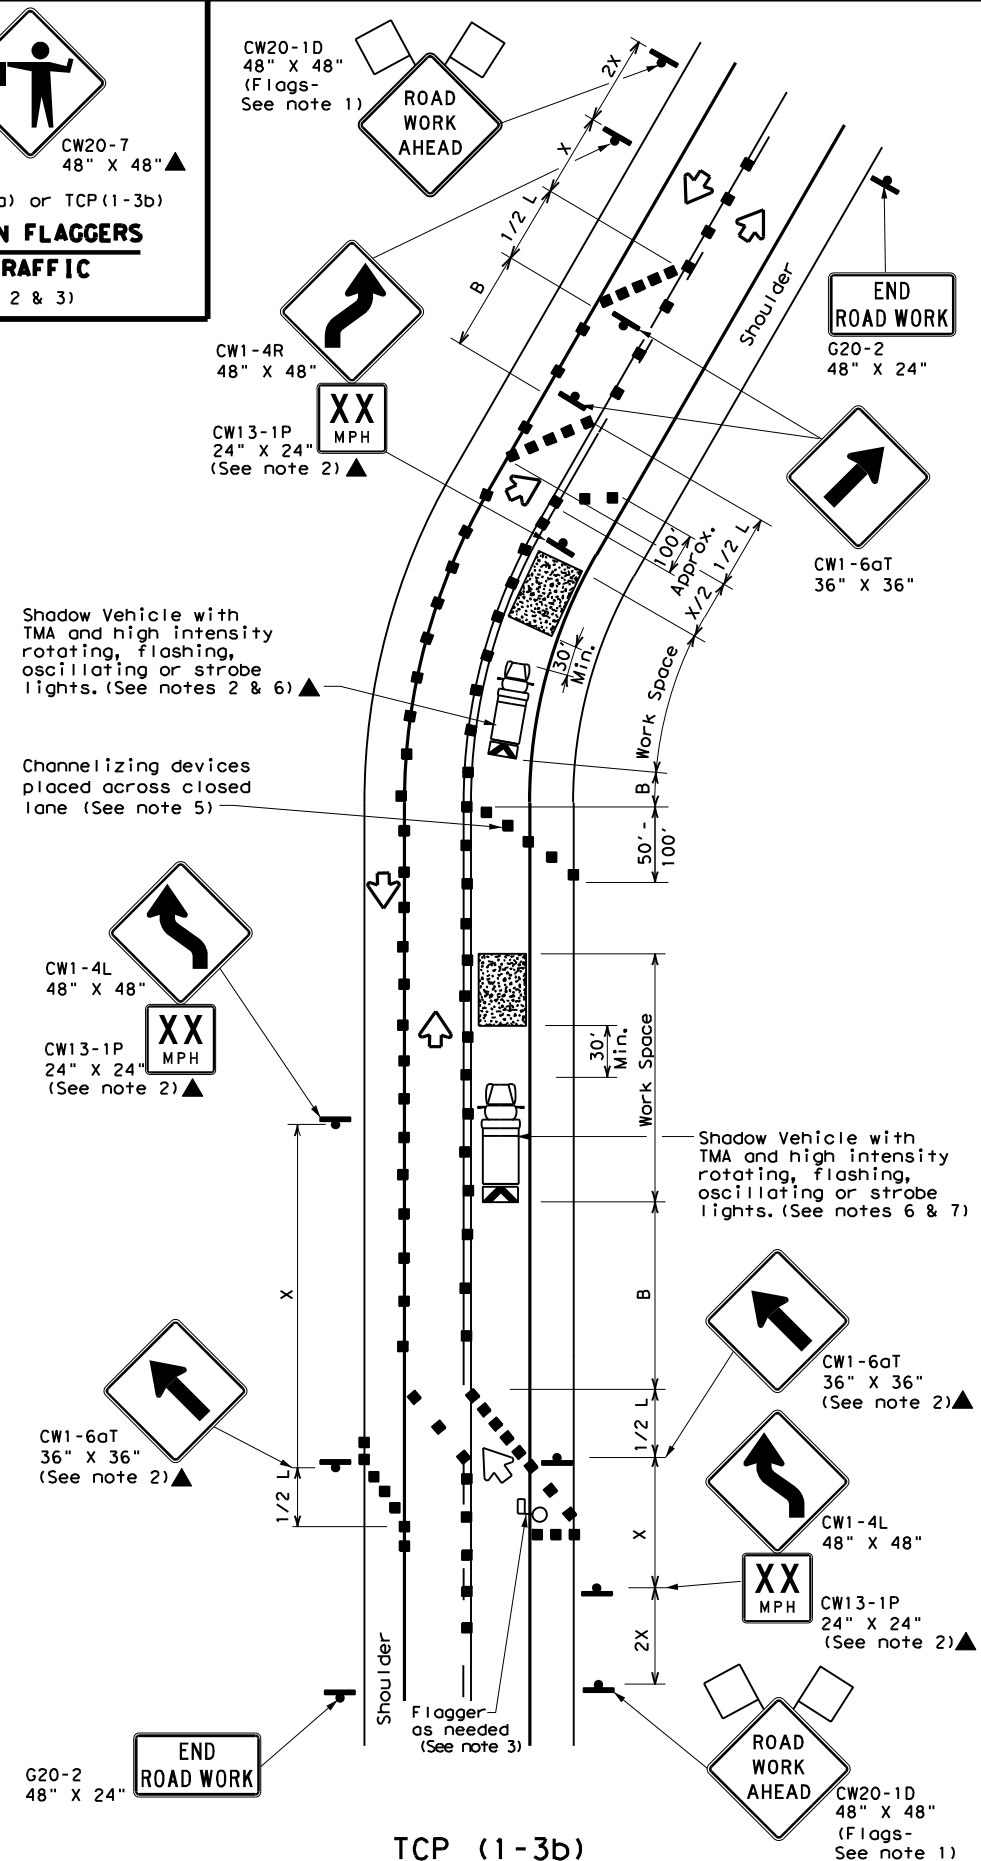 CW20-7
48" X 48"
a) or TCP(1-3b)
N FLAGGERS
RAFFIC
2 & 3)
CW20-1D
48" X 48"
(Flags-
See note 1)
ROAD
WORK
AHEAD
2X
X
1/2 L
B
CW1-4R
48" X 48"
XX
MPH
CW13-1P
24" X 24"
(See note 2)
Shoulder
END
ROAD WORK
G20-2
48" X 24"
CW1-6aT
36" X 36"
100'
Approx.
1/2 L
X/2
Shadow Vehicle with
TMA and high intensity
rotating, flashing,
oscillating or strobe
lights. (See notes 2 & 6)
30'
Min.
Work Space
B
Channelizing devices
placed across closed
lane (See note 5)
50' -
100'
CW1-4L
48" X 48"
XX
MPH
CW13-1P
24" X 24"
(See note 2)
30'
Min.
Work Space
Shadow Vehicle with
TMA and high intensity
rotating, flashing,
oscillating or strobe
lights. (See notes 6 & 7)
X
B
CW1-6aT
36" X 36"
(See note 2)
1/2 L
CW1-6aT
36" X 36"
(See note 2)
1/2 L
X
CW1-4L
48" X 48"
XX
MPH
CW13-1P
24" X 24"
(See note 2)
2X
Shoulder
Flagger
as needed
(See note 3)
END
ROAD WORK
G20-2
48" X 24"
ROAD
WORK
AHEAD
CW20-1D
48" X 48"
(Flags-
See note 1)
TCP (1-3b)